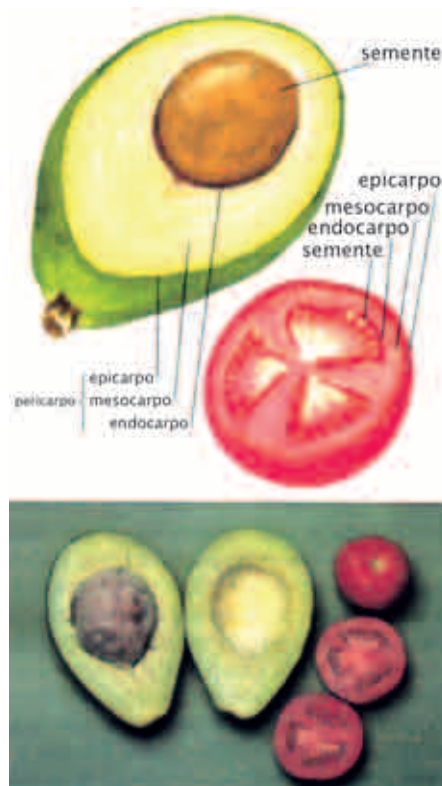 semente
epicarpo
mesocarpo
endocarpo
semente
epicarpo
pericarpo mesocarpo
endocarpo